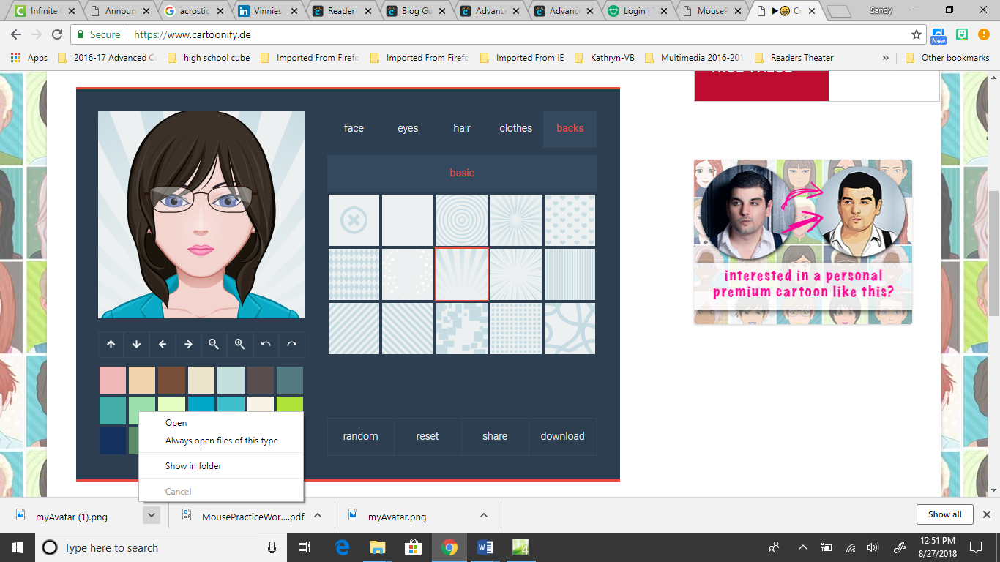 Infinite
Announ
acrostic
Vinnies
Reader
Blog Gu
Advance
Advance
Login | T
MouseP
Cr
Sandy
Secure
https://www.cartoonify.de
New
Apps
2016-17 Advanced Co
high school cube
Imported From Firefo
Imported From Firefo
Imported From IE
Kathryn-VB
Multimedia 2016-201
Readers Theater
»
Other bookmarks
TRUE VALUE
face
eyes
hair
clothes
backs
basic
interested in a personal
premium cartoon like this?
Open
Always open files of this type
Show in folder
Cancel
random
reset
share
download
myAvatar (1).png
MousePracticeWor....pdf
myAvatar.png
Show all
Type here to search
12:51 PM
8/27/2018